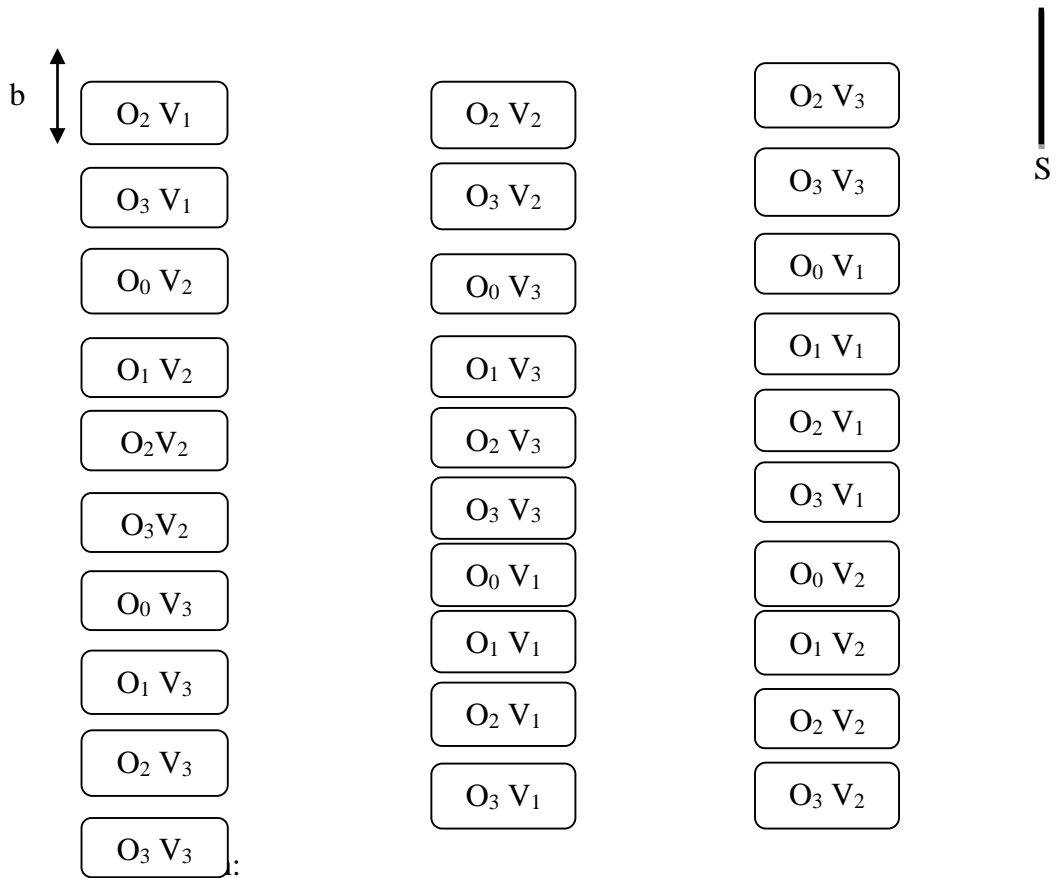 b
O₂ V₁
O₃ V₁
O₀ V₂
O₁ V₂
O₂V₂
O₃V₂
O₀ V₃
O₁ V₃
O₂ V₃
O₃ V₃
O₂ V₂
O₃ V₂
O₀ V₃
O₁ V₃
O₂ V₃
O₃ V₃
O₀ V₁
O₁ V₁
O₂ V₁
O₃ V₁
O₂ V₃
O₃ V₃
O₀ V₁
O₁ V₁
O₂ V₁
O₃ V₁
O₀ V₂
O₁ V₂
O₂ V₂
O₃ V₂
S